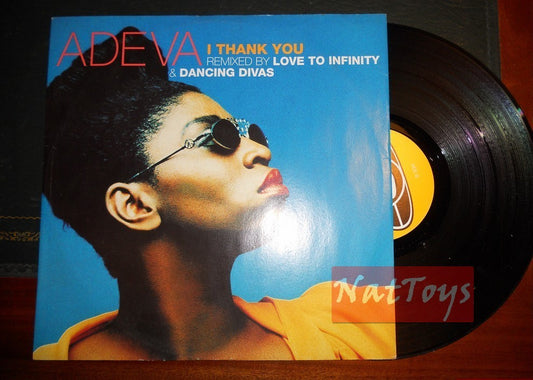 ADEVA
I THANK YOU
REMIXED BY LOVE TO INFINITY
& DANCING DIVAS
NatToys